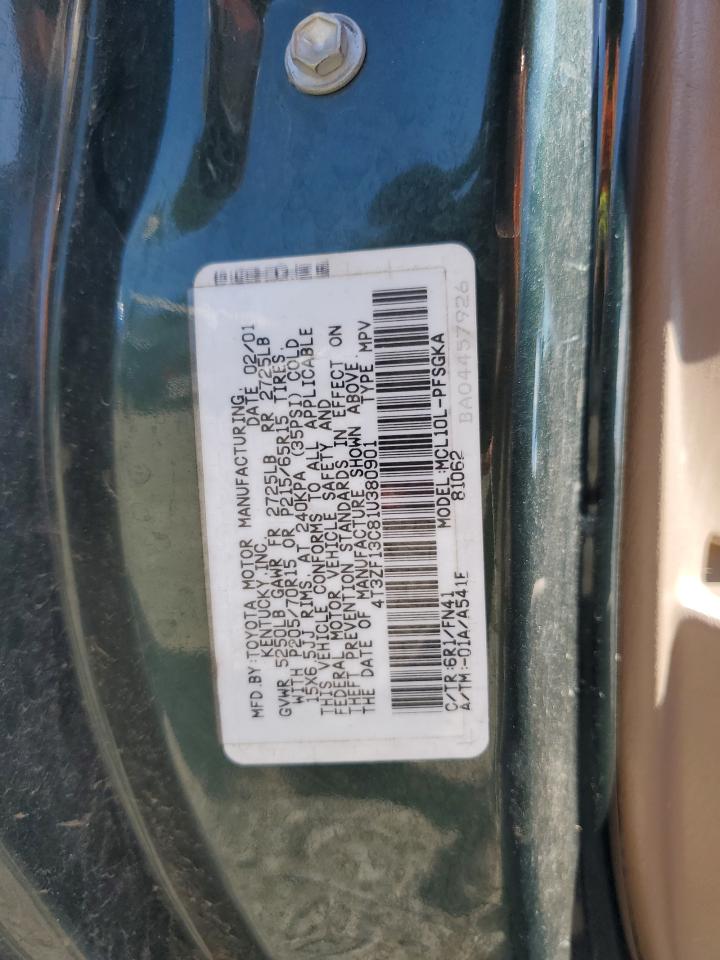 MFD.BY:TOYOTA MOTOR MANUFACTURING,
KENTUCKY,INC. DATE 02/01
GVWR 5250LB GAWR FR 2725LB RR 2725LB
WITH P205/70R15 OR P215/65R15 TIRES.
15X6.5JJ RIMS. AT 240KPA (35PSI) COLD
THIS VEHICLE CONFORMS TO ALL APPLICABLE
FEDERAL MOTOR VEHICLE SAFETY AND
THEFT PREVENTION STANDARDS IN EFFECT ON
THE DATE OF MANUFACTURE SHOWN ABOVE.
4T3ZF13C81U380901 TYPE MPV
C/TR:6R1/FN41 MODEL:MCL10L-PFSGKA
A/TM:-01A/A541E 81062
BA04457926